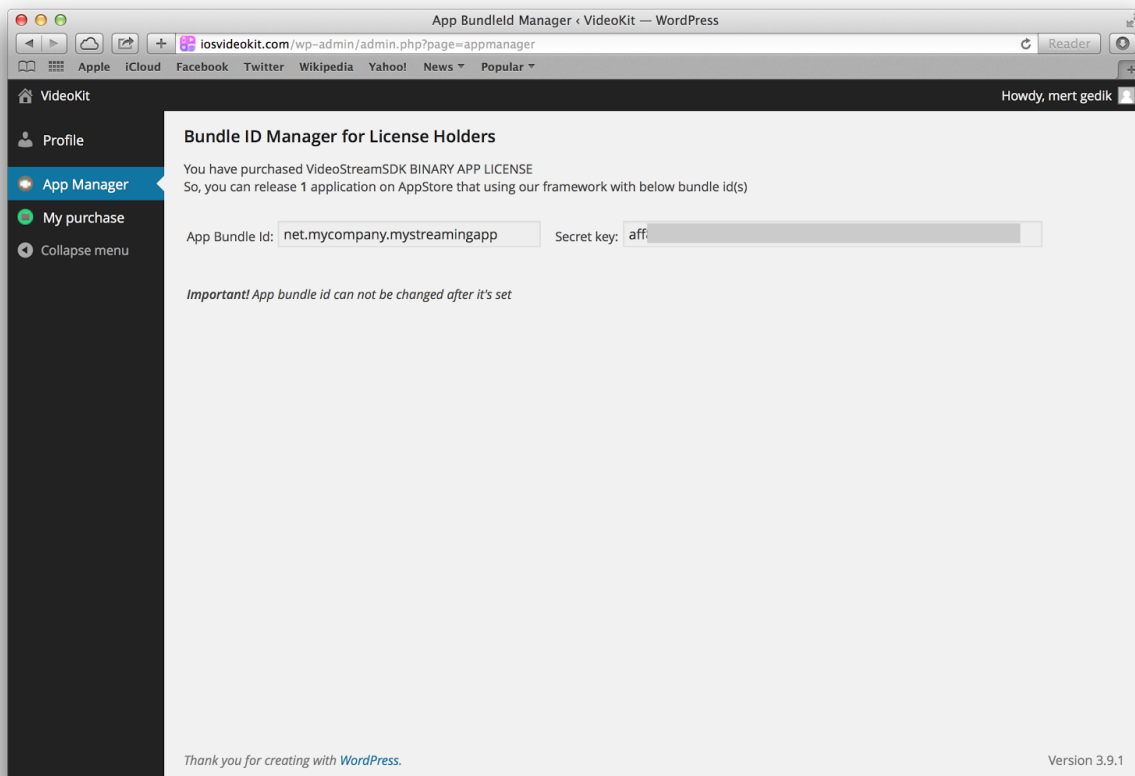 App BundleId Manager ‹ VideoKit — WordPress
iosvideokit.com/wp-admin/admin.php?page=appmanager
Reader
Apple iCloud Facebook Twitter Wikipedia Yahoo! News Popular
VideoKit
Howdy, mert gedik
Profile
App Manager
My purchase
Collapse menu
Bundle ID Manager for License Holders
You have purchased VideoStreamSDK BINARY APP LICENSE
So, you can release 1 application on AppStore that using our framework with below bundle id(s)
App Bundle Id: net.mycompany.mystreamingapp Secret key: aff
Important! App bundle id can not be changed after it's set
Thank you for creating with WordPress.
Version 3.9.1